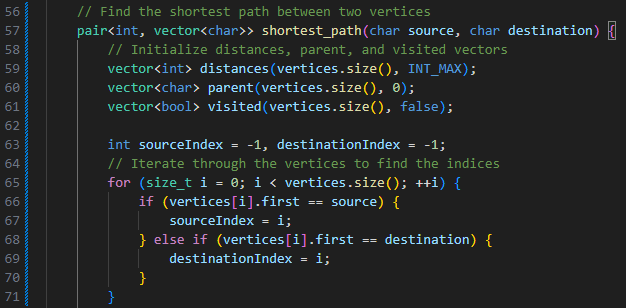 56 // Find the shortest path between two vertices
57 pair<int, vector<char>> shortest_path(char source, char destination) {
58 // Initialize distances, parent, and visited vectors
59 vector<int> distances(vertices.size(), INT_MAX);
60 vector<char> parent(vertices.size(), 0);
61 vector<bool> visited(vertices.size(), false);
62
63 int sourceIndex = -1, destinationIndex = -1;
64 // Iterate through the vertices to find the indices
65 for (size_t i = 0; i < vertices.size(); ++i) {
66 if (vertices[i].first == source) {
67 sourceIndex = i;
68 } else if (vertices[i].first == destination) {
69 destinationIndex = i;
70 }
71 }